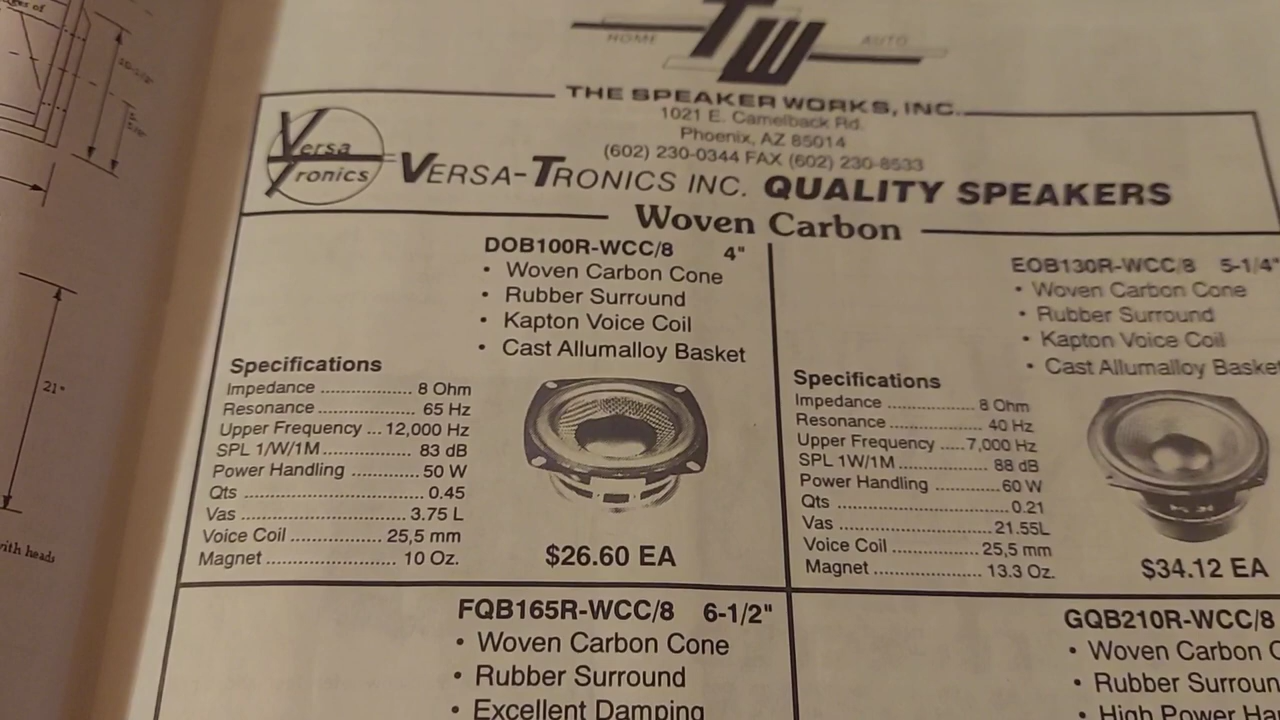 21"
with heads
HOME TW AUTO
THE SPEAKER WORKS, INC.
1021 E. Camelback Rd.
Phoenix, AZ 85014
(602) 230-0344 FAX (602) 230-8533
Versa
Tronics
VERSA-TRONICS INC. QUALITY SPEAKERS
Woven Carbon
DOB100R-WCC/8 4"
• Woven Carbon Cone
• Rubber Surround
• Kapton Voice Coil
• Cast Allumalloy Basket
Specifications
Impedance ................ 8 Ohm
Resonance ................. 65 Hz
Upper Frequency ... 12,000 Hz
SPL 1/W/1M ................ 83 dB
Power Handling ............ 50 W
Qts ................................ 0.45
Vas ............................. 3.75 L
Voice Coil ................ 25,5 mm
Magnet ....................... 10 Oz.
$26.60 EA
EOB130R-WCC/8 5-1/4"
• Woven Carbon Cone
• Rubber Surround
• Kapton Voice Coil
• Cast Allumalloy Basket
Specifications
Impedance ................ 8 Ohm
Resonance ................. 40 Hz
Upper Frequency ..... 7,000 Hz
SPL 1W/1M ................. 88 dB
Power Handling ............ 60 W
Qts ................................ 0.21
Vas ............................. 21.55L
Voice Coil ................ 25,5 mm
Magnet .................... 13.3 Oz.
$34.12 EA
FQB165R-WCC/8 6-1/2"
• Woven Carbon Cone
• Rubber Surround
• Excellent Damping
GQB210R-WCC/8
• Woven Carbon C
• Rubber Surroun
• High Power Ha